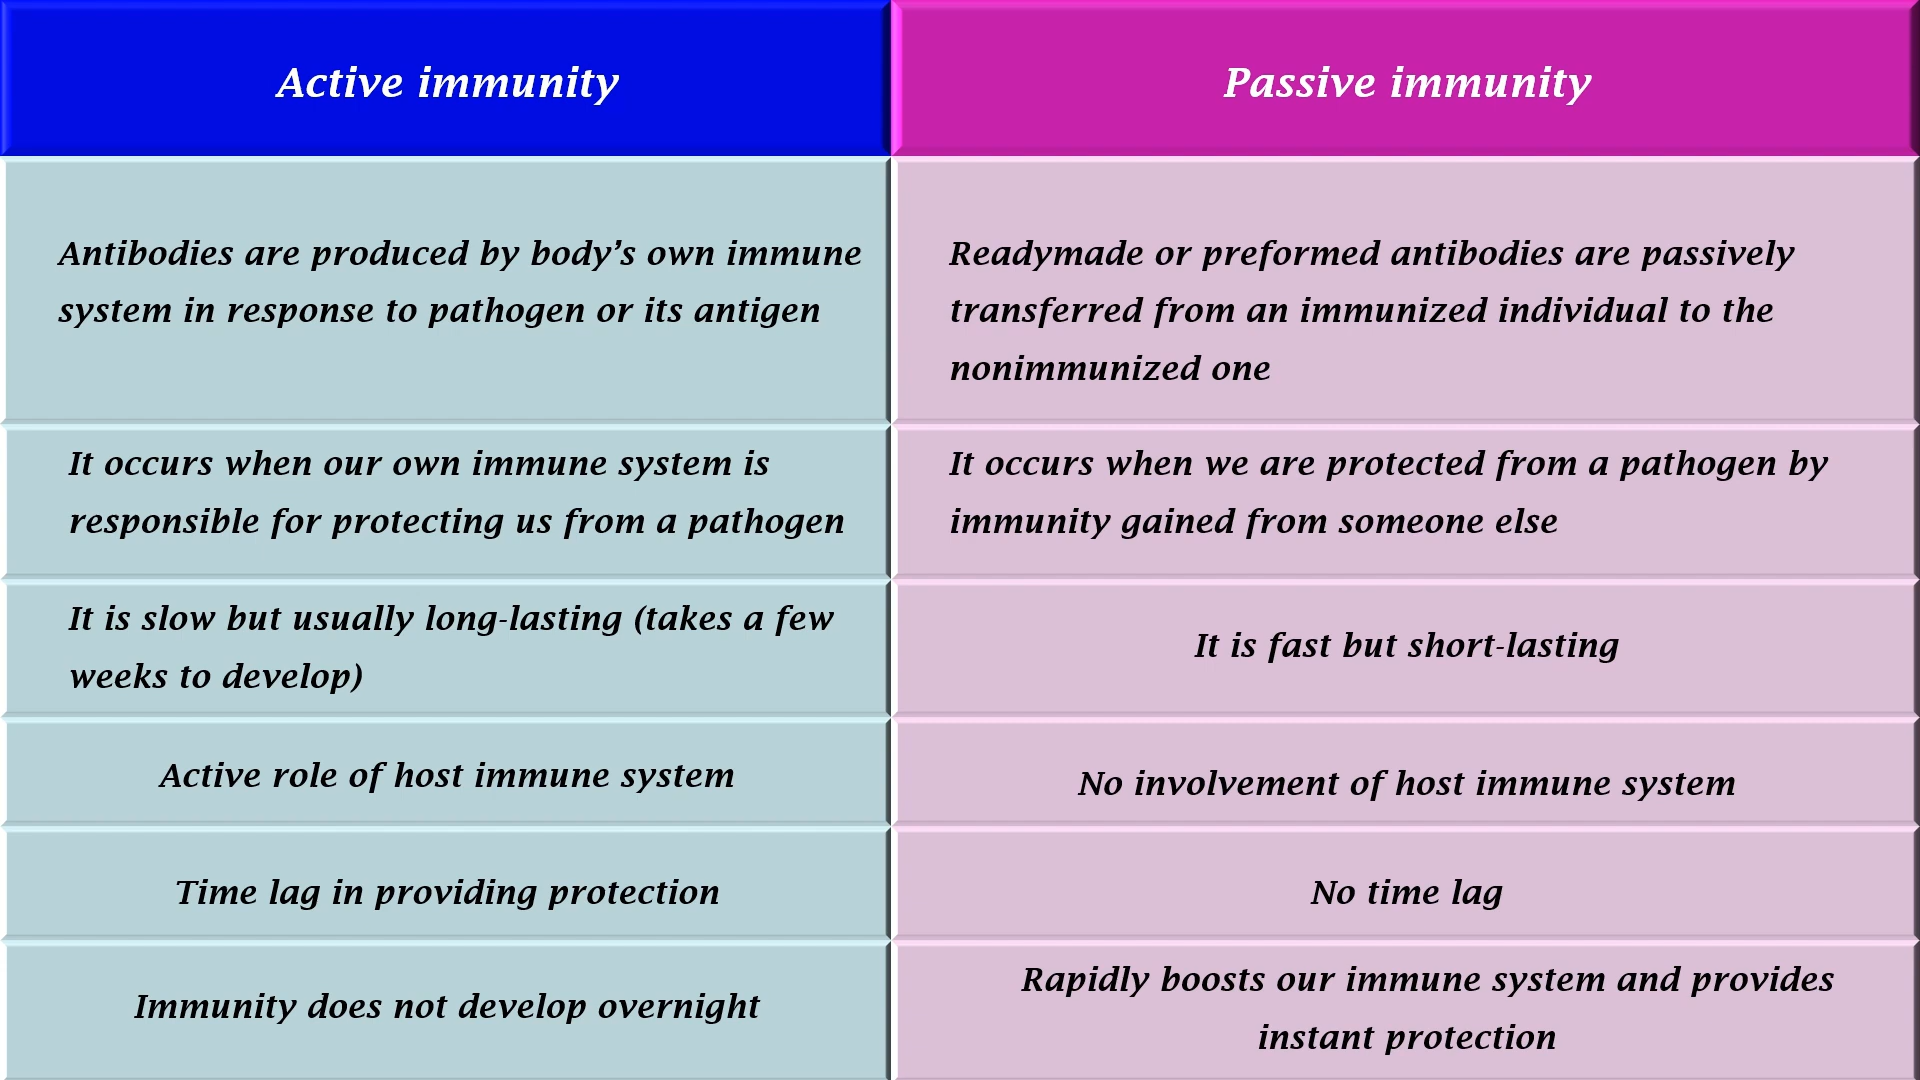 Active immunity
Passive immunity
Antibodies are produced by body’s own immune
system in response to pathogen or its antigen
Readymade or preformed antibodies are passively
transferred from an immunized individual to the
nonimmunized one
It occurs when our own immune system is
responsible for protecting us from a pathogen
It occurs when we are protected from a pathogen by
immunity gained from someone else
It is slow but usually long-lasting (takes a few
weeks to develop)
It is fast but short-lasting
Active role of host immune system
No involvement of host immune system
Time lag in providing protection
No time lag
Immunity does not develop overnight
Rapidly boosts our immune system and provides
instant protection